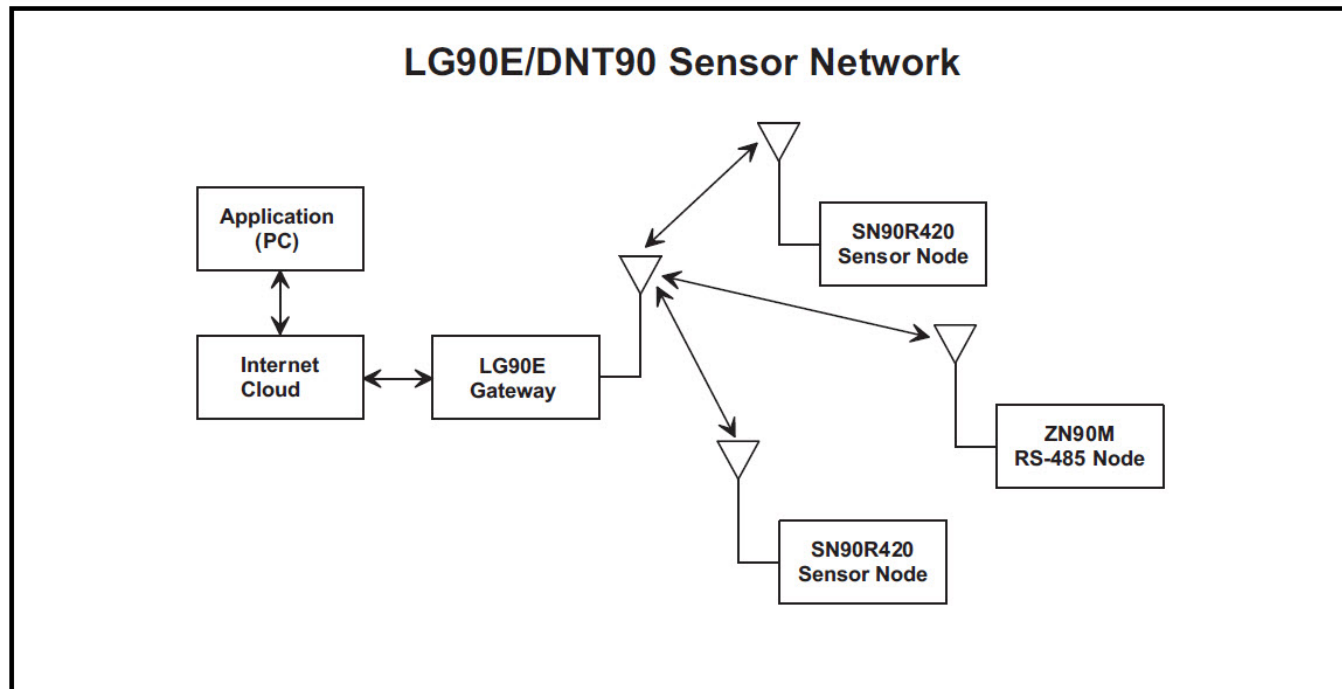 LG90E/DNT90 Sensor Network
Application
(PC)
Internet
Cloud
LG90E
Gateway
SN90R420
Sensor Node
ZN90M
RS-485 Node
SN90R420
Sensor Node